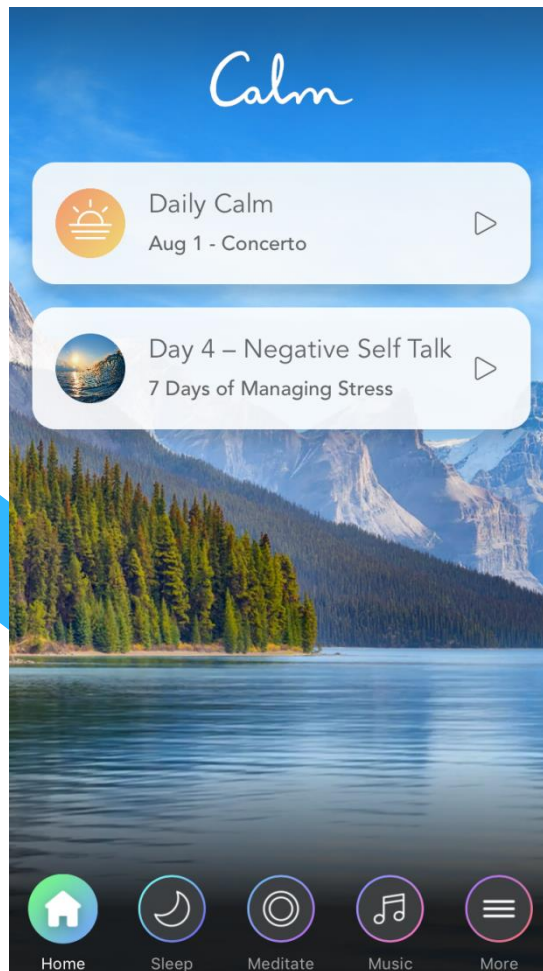 Calm
Daily Calm
Aug 1 - Concerto
Day 4 – Negative Self Talk
7 Days of Managing Stress
Home
Sleep
Meditate
Music
More